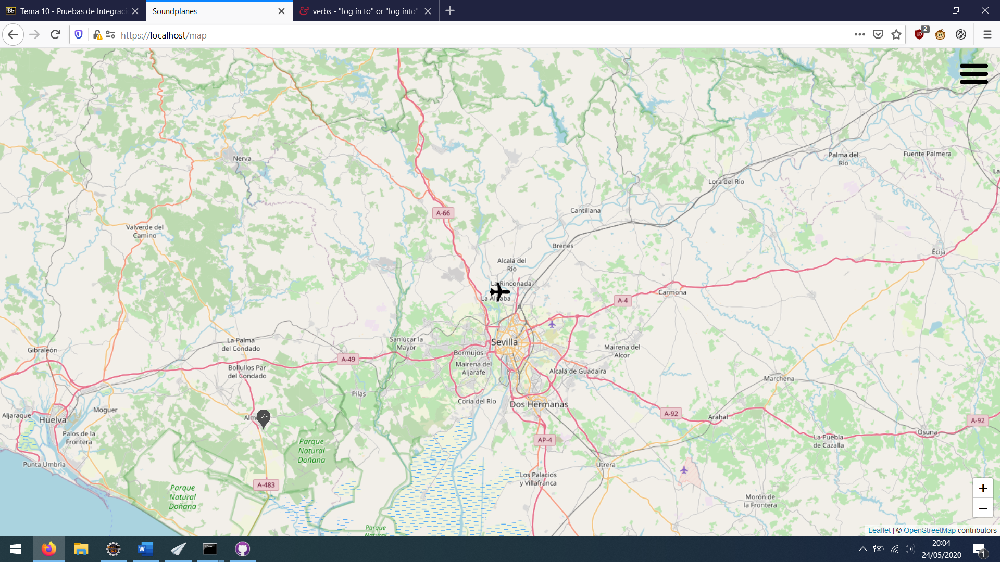 Tema 10 - Pruebas de Integraci
Soundplanes
verbs - "log in to" or "log into"
https://localhost/map
2
Nerva
Palma del
Río
Fuente Palmera
La
Lora del Río
A-66
Cantillana
Valverde del
Camino
Brenes
Écija
Alcalá del
Río
La Rinconada
La Algaba
Carmona
A-4
Sanlúcar la
Mayor
La Palma
del Condado
Sevilla
Mairena del
Alcor
Gibraleón
Bormujos
A-49
Mairena del
Aljarafe
Bollullos Par
del Condado
Alcalá de Guadaíra
Marchena
Pilas
Coria del Río
Dos Hermanas
Moguer
A-92
Arahal
Aljaraque
Huelva
Alm
A-92
Osuna
Palos de la
Frontera
AP-4
La Puebla
de Cazalla
Parque
Natural
Doñana
Punta Umbría
Utrera
Los Palacios
y Villafranca
A-483
Parque
Natural
Doñana
Morón de
la Frontera
Parque
Natural
+
−
Leaflet | © OpenStreetMap contributors
20:04
24/05/2020
1